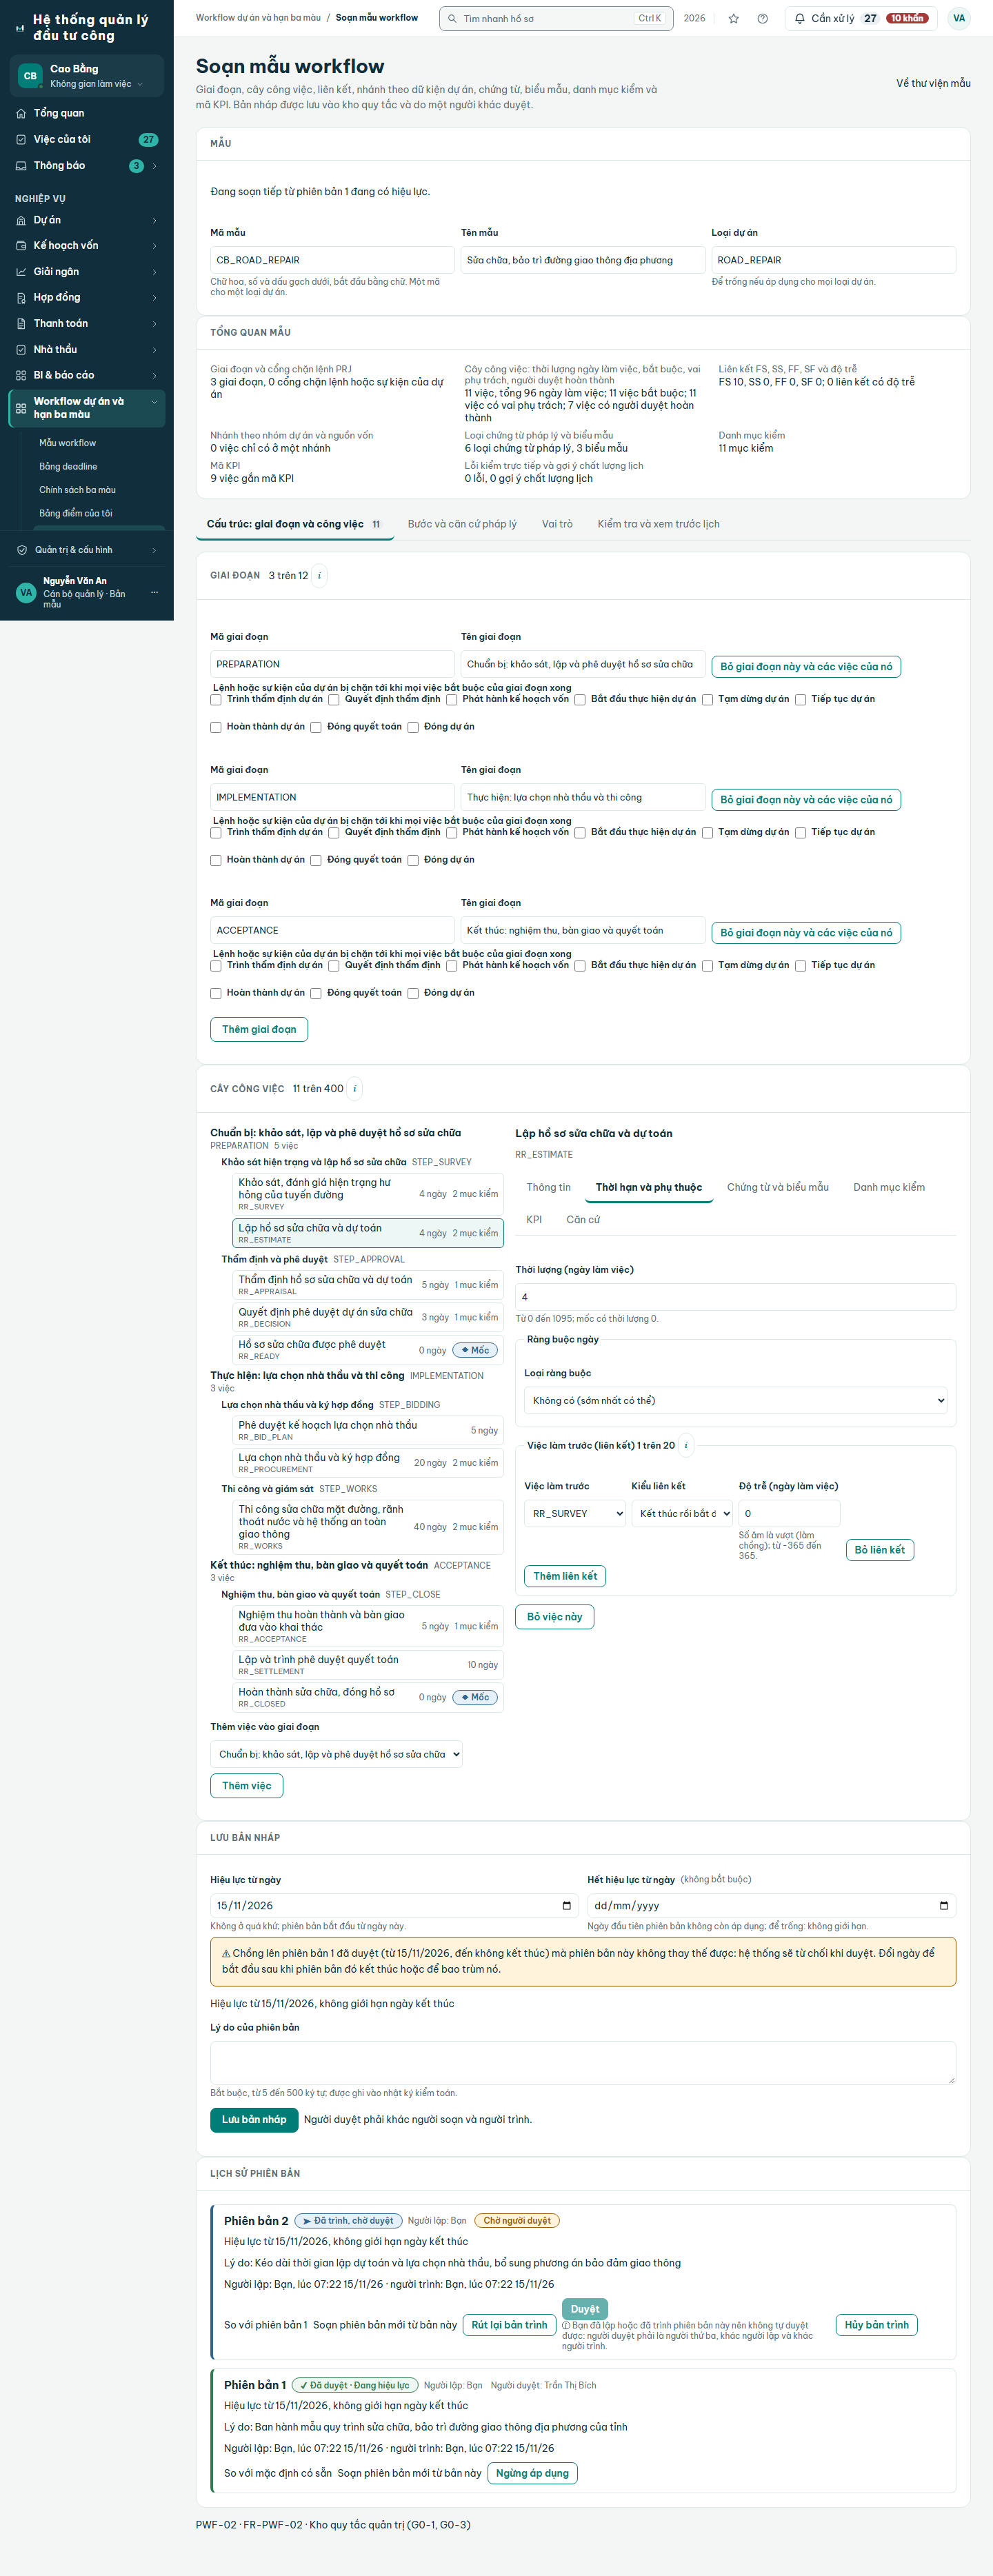 Hệ thống quản lý
đầu tư công
CB
Cao Bằng
Không gian làm việc
Tổng quan
Việc của tôi 27
Thông báo 3
NGHIỆP VỤ
Dự án
Kế hoạch vốn
Giải ngân
Hợp đồng
Thanh toán
Nhà thầu
BI & báo cáo
Workflow dự án và
hạn ba màu
Mẫu workflow
Bảng deadline
Chính sách ba màu
Bảng điểm của tôi
Quản trị & cấu hình
VA
Nguyễn Văn An
Cán bộ quản lý · Bản
mẫu
Workflow dự án và hạn ba màu / Soạn mẫu workflow
Tìm nhanh hồ sơ Ctrl K
2026
Cần xử lý 27 10 khẩn
VA
Soạn mẫu workflow
Giai đoạn, cây công việc, liên kết, nhánh theo dữ kiện dự án, chứng từ, biểu mẫu, danh mục kiểm và
mã KPI. Bản nháp được lưu vào kho quy tắc và do một người khác duyệt.
Về thư viện mẫu
MẪU
Đang soạn tiếp từ phiên bản 1 đang có hiệu lực.
Mã mẫu Tên mẫu Loại dự án
CB_ROAD_REPAIR Sửa chữa, bảo trì đường giao thông địa phương ROAD_REPAIR
Chữ hoa, số và dấu gạch dưới, bắt đầu bằng chữ. Một mã
cho một loại dự án.
Để trống nếu áp dụng cho mọi loại dự án.
TỔNG QUAN MẪU
Giai đoạn và cổng chặn lệnh PRJ
3 giai đoạn, 0 cổng chặn lệnh hoặc sự kiện của dự
án
Cây công việc: thời lượng ngày làm việc, bắt buộc, vai
phụ trách, người duyệt hoàn thành
11 việc, tổng 96 ngày làm việc; 11 việc bắt buộc; 11
việc có vai phụ trách; 7 việc có người duyệt hoàn
thành
Liên kết FS, SS, FF, SF và độ trễ
FS 10, SS 0, FF 0, SF 0; 0 liên kết có độ trễ
Nhánh theo nhóm dự án và nguồn vốn
0 việc chỉ có ở một nhánh
Loại chứng từ pháp lý và biểu mẫu
6 loại chứng từ pháp lý, 3 biểu mẫu
Danh mục kiểm
11 mục kiểm
Mã KPI
9 việc gắn mã KPI
Lỗi kiểm trực tiếp và gợi ý chất lượng lịch
0 lỗi, 0 gợi ý chất lượng lịch
Cấu trúc: giai đoạn và công việc 11 Bước và căn cứ pháp lý Vai trò Kiểm tra và xem trước lịch
GIAI ĐOẠN 3 trên 12 i
Mã giai đoạn Tên giai đoạn
PREPARATION Chuẩn bị: khảo sát, lập và phê duyệt hồ sơ sửa chữa Bỏ giai đoạn này và các việc của nó
Lệnh hoặc sự kiện của dự án bị chặn tới khi mọi việc bắt buộc của giai đoạn xong
Trình thẩm định dự án Quyết định thẩm định Phát hành kế hoạch vốn Bắt đầu thực hiện dự án Tạm dừng dự án Tiếp tục dự án
Hoàn thành dự án Đóng quyết toán Đóng dự án
Mã giai đoạn Tên giai đoạn
IMPLEMENTATION Thực hiện: lựa chọn nhà thầu và thi công Bỏ giai đoạn này và các việc của nó
Lệnh hoặc sự kiện của dự án bị chặn tới khi mọi việc bắt buộc của giai đoạn xong
Trình thẩm định dự án Quyết định thẩm định Phát hành kế hoạch vốn Bắt đầu thực hiện dự án Tạm dừng dự án Tiếp tục dự án
Hoàn thành dự án Đóng quyết toán Đóng dự án
Mã giai đoạn Tên giai đoạn
ACCEPTANCE Kết thúc: nghiệm thu, bàn giao và quyết toán Bỏ giai đoạn này và các việc của nó
Lệnh hoặc sự kiện của dự án bị chặn tới khi mọi việc bắt buộc của giai đoạn xong
Trình thẩm định dự án Quyết định thẩm định Phát hành kế hoạch vốn Bắt đầu thực hiện dự án Tạm dừng dự án Tiếp tục dự án
Hoàn thành dự án Đóng quyết toán Đóng dự án
Thêm giai đoạn
CÂY CÔNG VIỆC 11 trên 400 i
Chuẩn bị: khảo sát, lập và phê duyệt hồ sơ sửa chữa
PREPARATION 5 việc
Khảo sát hiện trạng và lập hồ sơ sửa chữa STEP_SURVEY
Khảo sát, đánh giá hiện trạng hư
hỏng của tuyến đường
RR_SURVEY
4 ngày 2 mục kiểm
Lập hồ sơ sửa chữa và dự toán
RR_ESTIMATE
4 ngày 2 mục kiểm
Thẩm định và phê duyệt STEP_APPROVAL
Thẩm định hồ sơ sửa chữa và dự toán
RR_APPRAISAL
5 ngày 1 mục kiểm
Quyết định phê duyệt dự án sửa chữa
RR_DECISION
3 ngày 1 mục kiểm
Hồ sơ sửa chữa được phê duyệt
RR_READY
0 ngày Mốc
Thực hiện: lựa chọn nhà thầu và thi công IMPLEMENTATION
3 việc
Lựa chọn nhà thầu và ký hợp đồng STEP_BIDDING
Phê duyệt kế hoạch lựa chọn nhà thầu
RR_BID_PLAN
5 ngày
Lựa chọn nhà thầu và ký hợp đồng
RR_PROCUREMENT
20 ngày 2 mục kiểm
Thi công và giám sát STEP_WORKS
Thi công sửa chữa mặt đường, rãnh
thoát nước và hệ thống an toàn
giao thông
RR_WORKS
40 ngày 2 mục kiểm
Kết thúc: nghiệm thu, bàn giao và quyết toán ACCEPTANCE
3 việc
Nghiệm thu, bàn giao và quyết toán STEP_CLOSE
Nghiệm thu hoàn thành và bàn giao
đưa vào khai thác
RR_ACCEPTANCE
5 ngày 1 mục kiểm
Lập và trình phê duyệt quyết toán
RR_SETTLEMENT
10 ngày
Hoàn thành sửa chữa, đóng hồ sơ
RR_CLOSED
0 ngày Mốc
Thêm việc vào giai đoạn
Chuẩn bị: khảo sát, lập và phê duyệt hồ sơ sửa chữa
Thêm việc
Lập hồ sơ sửa chữa và dự toán
RR_ESTIMATE
Thông tin Thời hạn và phụ thuộc Chứng từ và biểu mẫu Danh mục kiểm
KPI Căn cứ
Thời lượng (ngày làm việc)
4
Từ 0 đến 1095; mốc có thời lượng 0.
Ràng buộc ngày
Loại ràng buộc
Không có (sớm nhất có thể)
Việc làm trước (liên kết) 1 trên 20 i
Việc làm trước Kiểu liên kết Độ trễ (ngày làm việc)
RR_SURVEY Kết thúc rồi bắt đ 0
Số âm là vượt (làm
chồng); từ -365 đến
365.
Bỏ liên kết
Thêm liên kết
Bỏ việc này
LƯU BẢN NHÁP
Hiệu lực từ ngày Hết hiệu lực từ ngày (không bắt buộc)
15/11/2026 dd/mm/yyyy
Không ở quá khứ; phiên bản bắt đầu từ ngày này. Ngày đầu tiên phiên bản không còn áp dụng; để trống: không giới hạn.
⚠ Chồng lên phiên bản 1 đã duyệt (từ 15/11/2026, đến không kết thúc) mà phiên bản này không thay thế được: hệ thống sẽ từ chối khi duyệt. Đổi ngày để
bắt đầu sau khi phiên bản đó kết thúc hoặc để bao trùm nó.
Hiệu lực từ 15/11/2026, không giới hạn ngày kết thúc
Lý do của phiên bản
Bắt buộc, từ 5 đến 500 ký tự; được ghi vào nhật ký kiểm toán.
Lưu bản nháp Người duyệt phải khác người soạn và người trình.
LỊCH SỬ PHIÊN BẢN
Phiên bản 2 Đã trình, chờ duyệt Người lập: Bạn Chờ người duyệt
Hiệu lực từ 15/11/2026, không giới hạn ngày kết thúc
Lý do: Kéo dài thời gian lập dự toán và lựa chọn nhà thầu, bổ sung phương án bảo đảm giao thông
Người lập: Bạn, lúc 07:22 15/11/26 · người trình: Bạn, lúc 07:22 15/11/26
So với phiên bản 1 Soạn phiên bản mới từ bản này Rút lại bản trình
Duyệt
Bạn đã lập hoặc đã trình phiên bản này nên không tự duyệt
được: người duyệt phải là người thứ ba, khác người lập và khác
người trình.
Hủy bản trình
Phiên bản 1 ✓ Đã duyệt · Đang hiệu lực Người lập: Bạn Người duyệt: Trần Thị Bích
Hiệu lực từ 15/11/2026, không giới hạn ngày kết thúc
Lý do: Ban hành mẫu quy trình sửa chữa, bảo trì đường giao thông địa phương của tỉnh
Người lập: Bạn, lúc 07:22 15/11/26 · người trình: Bạn, lúc 07:22 15/11/26
So với mặc định có sẵn Soạn phiên bản mới từ bản này Ngừng áp dụng
PWF-02 · FR-PWF-02 · Kho quy tắc quản trị (G0-1, G0-3)